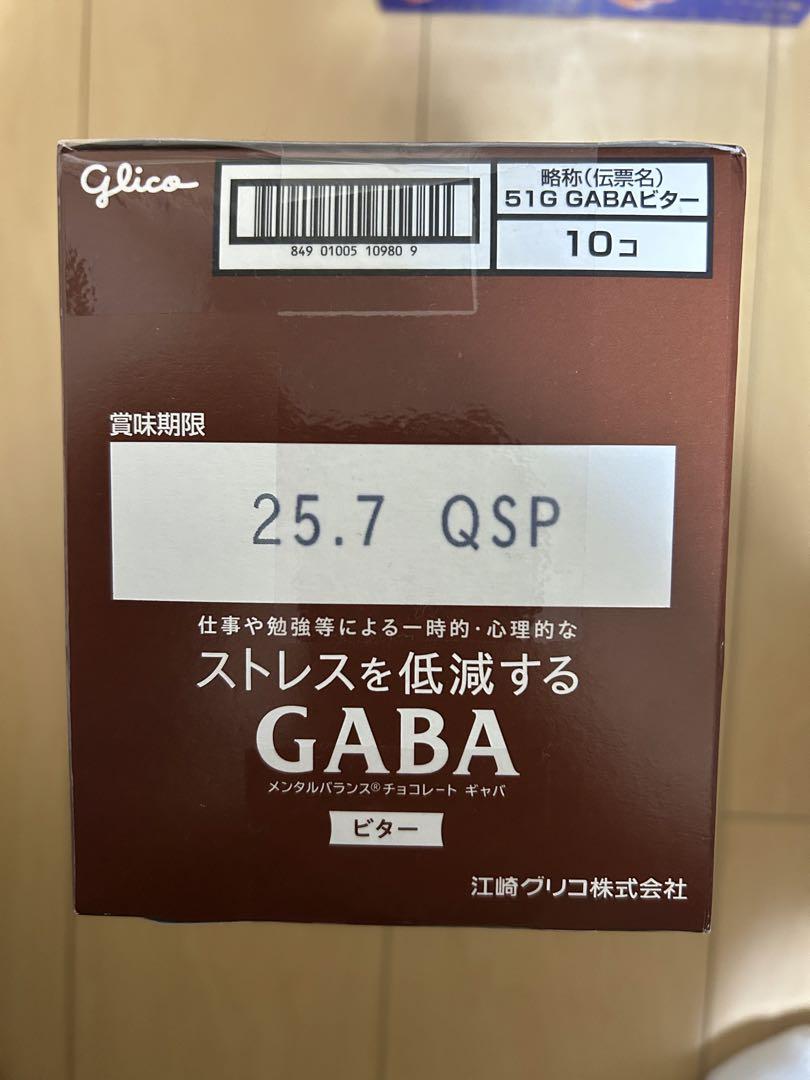 glico
849 01005 10980 9
略称(伝票名)
51G GABAビター
10コ
賞味期限
25.7 QSP
仕事や勉強等による一時的・心理的な
ストレスを低減する
GABA
メンタルバランス®チョコレート ギャバ
ビター
江崎グリコ株式会社